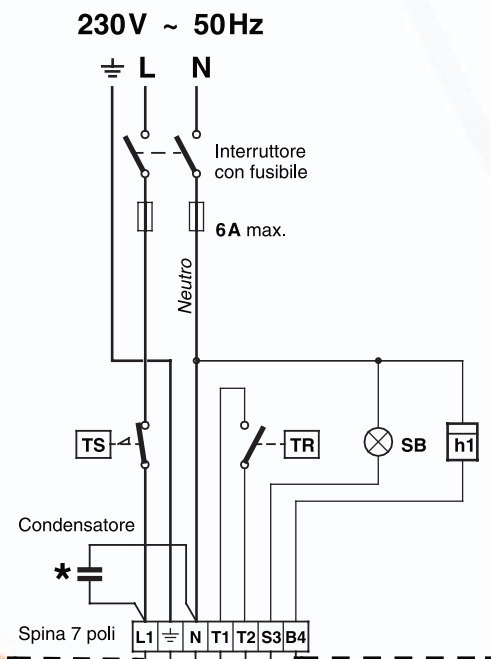 230V ~ 50Hz
L N
Interruttore
con fusibile
6A max.
Neutro
TS
TR
SB
h1
Condensatore
*
Spina 7 poli
L1 N T1 T2 S3 B4